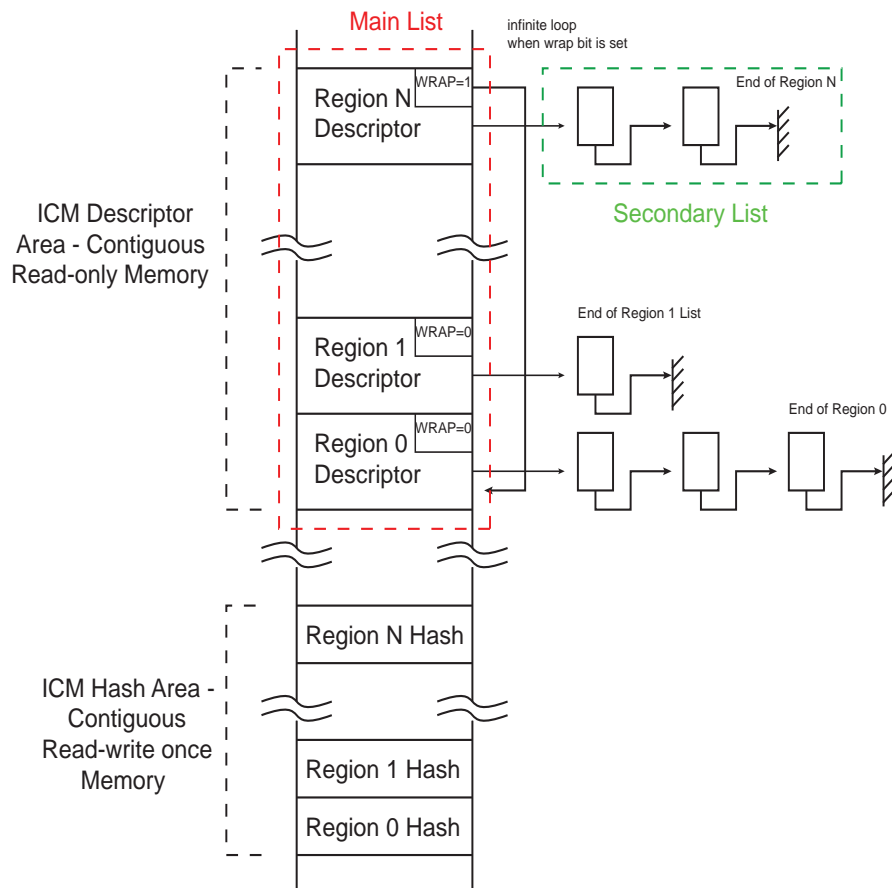 Main List
infinite loop
when wrap bit is set
WRAP=1
End of Region N
Region N
Descriptor
Secondary List
ICM Descriptor
Area - Contiguous
Read-only Memory
End of Region 1 List
WRAP=0
Region 1
Descriptor
End of Region 0
WRAP=0
Region 0
Descriptor
Region N Hash
ICM Hash Area -
Contiguous
Read-write once
Memory
Region 1 Hash
Region 0 Hash